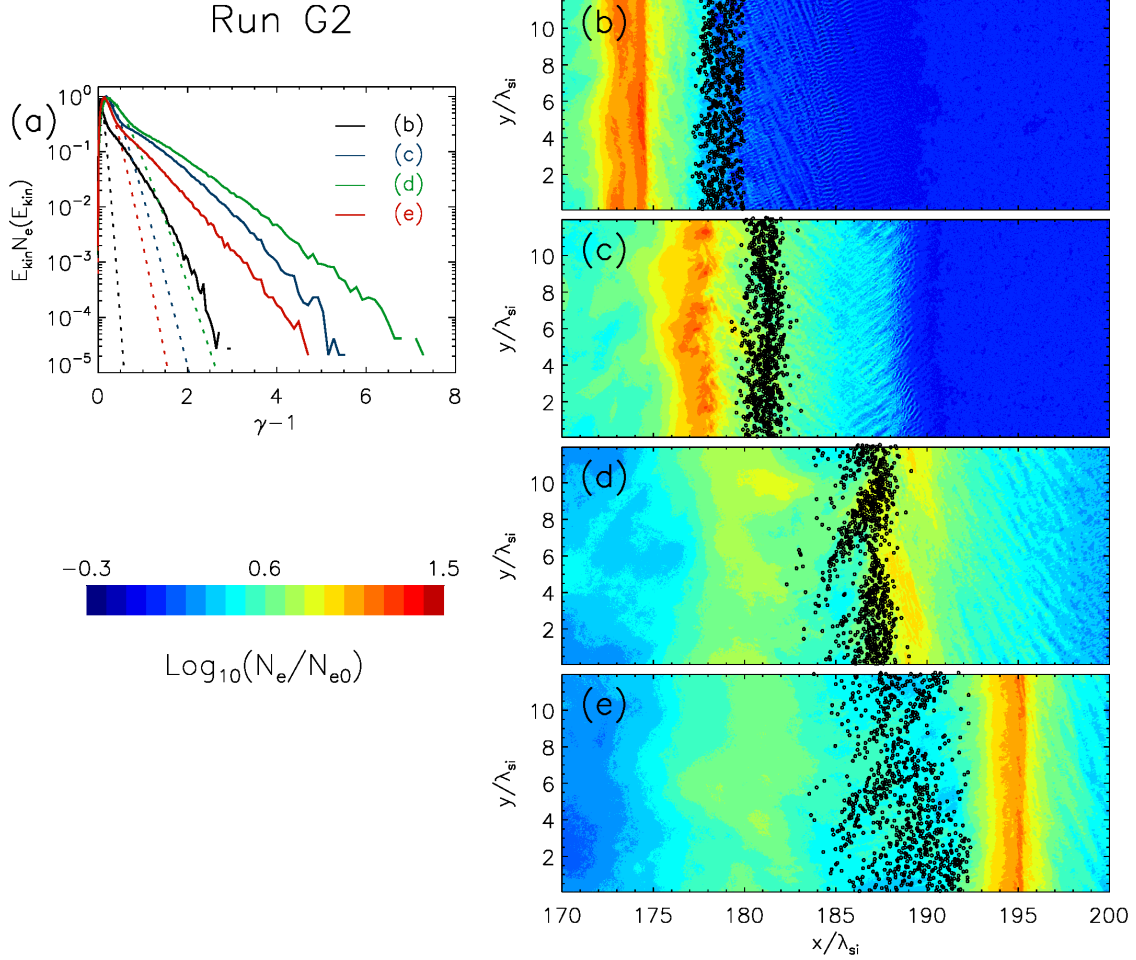 Run G2
(a)
E_kin N_e(E_kin)
10^0
10^-1
10^-2
10^-3
10^-4
10^-5
0 2 4 6 8
γ−1
(b)
(c)
(d)
(e)
−0.3 0.6 1.5
Log_10(N_e/N_e0)
(b)
y/λ_si
10
8
6
4
2
(c)
y/λ_si
10
8
6
4
2
(d)
y/λ_si
10
8
6
4
2
(e)
y/λ_si
10
8
6
4
2
170 175 180 185 190 195 200
x/λ_si